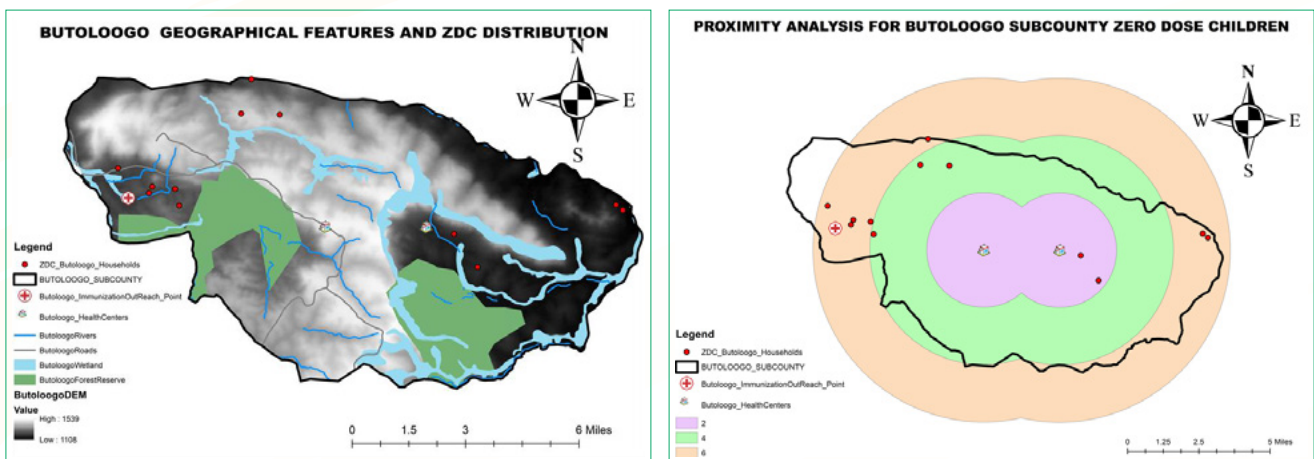 BUTOLOOGO GEOGRAPHICAL FEATURES AND ZDC DISTRIBUTION
N
W E
S
Legend
ZDC_Butoloogo_Households
BUTOLOOGO_SUBCOUNTY
Butoloogo_ImmunizationOutReach_Point
Butoloogo_HealthCenters
ButoloogoRivers
ButoloogoRoads
ButoloogoWetland
ButoloogoForestReserve
ButoloogoDEM
Value
High : 1539
Low : 1108
0 1.5 3 6 Miles
PROXIMITY ANALYSIS FOR BUTOLOOGO SUBCOUNTY ZERO DOSE CHILDREN
N
W E
S
Legend
ZDC_Butoloogo_Households
BUTOLOOGO_SUBCOUNTY
Butoloogo_ImmunizationOutReach_Point
Butoloogo_HealthCenters
2
4
6
0 1.25 2.5 5 Miles